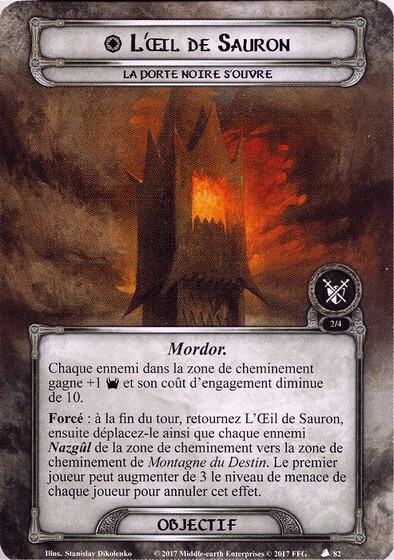 L'Œil de Sauron
La Porte Noire s'ouvre
2/4
Mordor.
Chaque ennemi dans la zone de cheminement
gagne +1 et son coût d'engagement diminue
de 10.
Forcé : à la fin du tour, retournez L'Œil de Sauron,
ensuite déplacez-le ainsi que chaque ennemi
Nazgûl de la zone de cheminement vers la zone de
cheminement de Montagne du Destin. Le premier
joueur peut augmenter de 3 le niveau de menace de
chaque joueur pour annuler cet effet.
Objectif
Illus. Stanislav Dikolenko © 2017 Middle-earth Enterprises © 2017 FFG 82